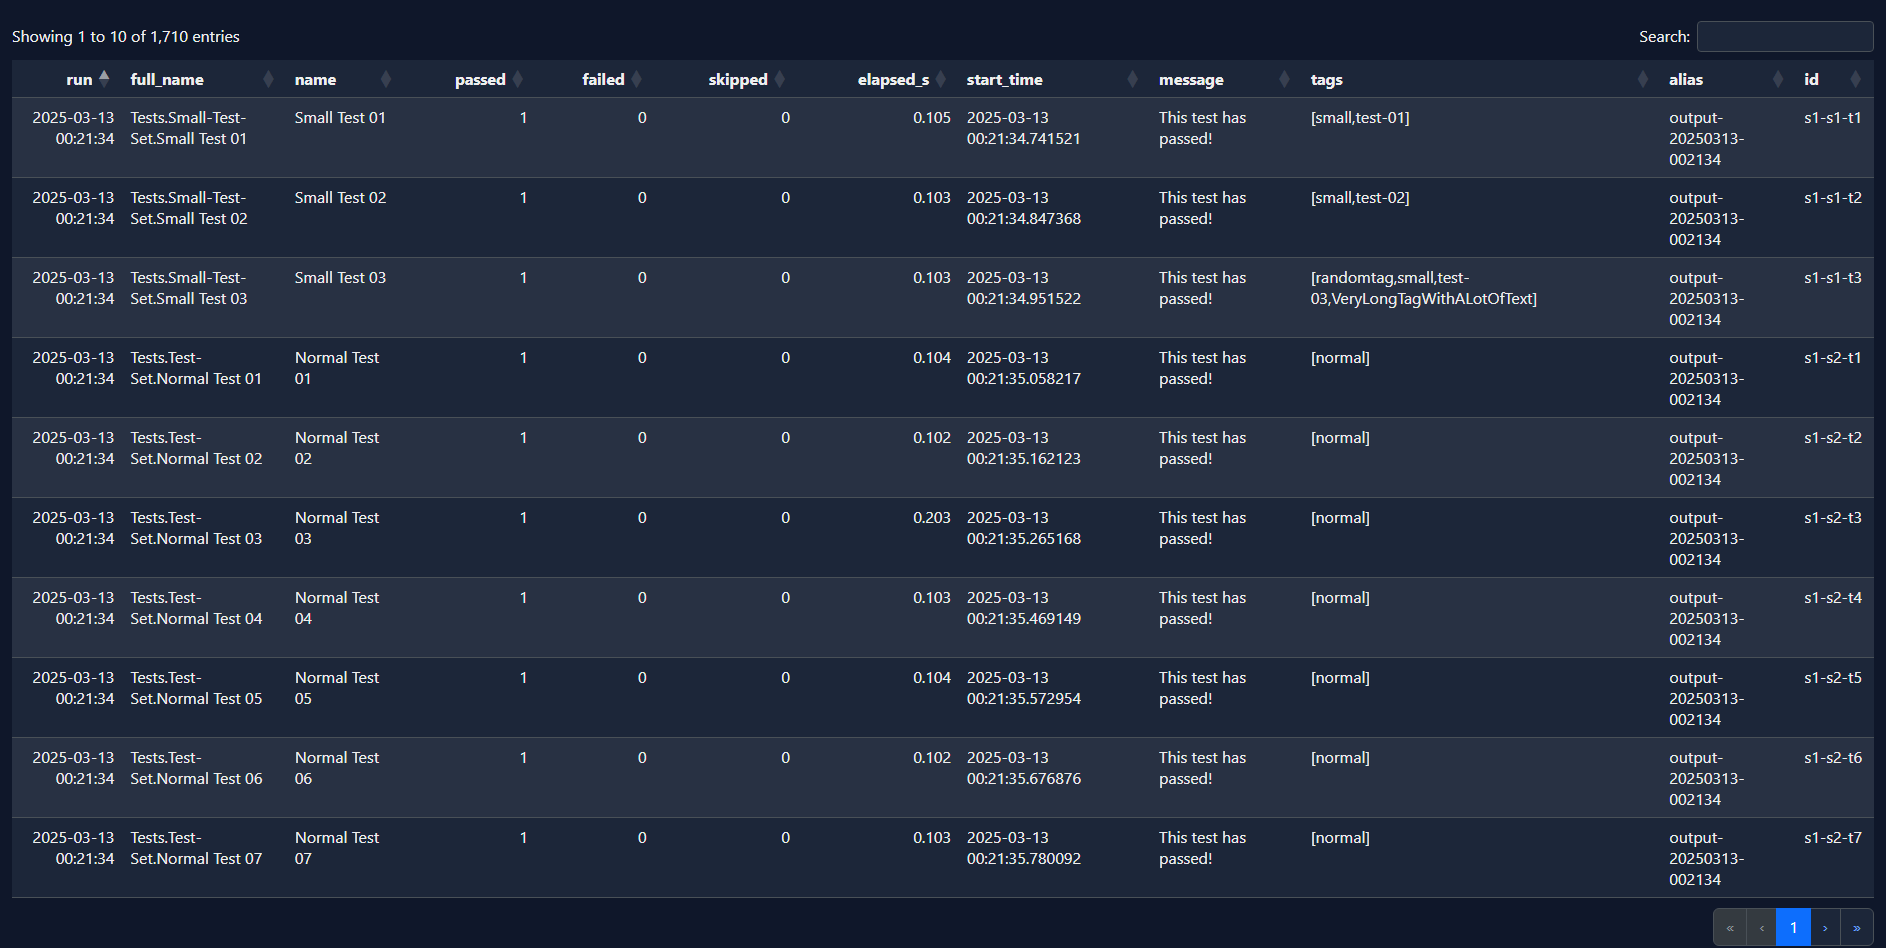 Showing 1 to 10 of 1,710 entries
Search:
run full_name name passed failed skipped elapsed_s start_time message tags alias id
2025-03-13 Tests.Small-Test- Small Test 01 1 0 0 0.105 2025-03-13 This test has [small,test-01] output- s1-s1-t1
00:21:34 Set.Small Test 01 00:21:34.741521 passed! 20250313-
002134
2025-03-13 Tests.Small-Test- Small Test 02 1 0 0 0.103 2025-03-13 This test has [small,test-02] output- s1-s1-t2
00:21:34 Set.Small Test 02 00:21:34.847368 passed! 20250313-
002134
2025-03-13 Tests.Small-Test- Small Test 03 1 0 0 0.103 2025-03-13 This test has [randomtag,small,test- output- s1-s1-t3
00:21:34 Set.Small Test 03 00:21:34.951522 passed! 03,VeryLongTagWithALotOfText] 20250313-
002134
2025-03-13 Tests.Test- Normal Test 1 0 0 0.104 2025-03-13 This test has [normal] output- s1-s2-t1
00:21:34 Set.Normal Test 01 01 00:21:35.058217 passed! 20250313-
002134
2025-03-13 Tests.Test- Normal Test 1 0 0 0.102 2025-03-13 This test has [normal] output- s1-s2-t2
00:21:34 Set.Normal Test 02 02 00:21:35.162123 passed! 20250313-
002134
2025-03-13 Tests.Test- Normal Test 1 0 0 0.203 2025-03-13 This test has [normal] output- s1-s2-t3
00:21:34 Set.Normal Test 03 03 00:21:35.265168 passed! 20250313-
002134
2025-03-13 Tests.Test- Normal Test 1 0 0 0.103 2025-03-13 This test has [normal] output- s1-s2-t4
00:21:34 Set.Normal Test 04 04 00:21:35.469149 passed! 20250313-
002134
2025-03-13 Tests.Test- Normal Test 1 0 0 0.104 2025-03-13 This test has [normal] output- s1-s2-t5
00:21:34 Set.Normal Test 05 05 00:21:35.572954 passed! 20250313-
002134
2025-03-13 Tests.Test- Normal Test 1 0 0 0.102 2025-03-13 This test has [normal] output- s1-s2-t6
00:21:34 Set.Normal Test 06 06 00:21:35.676876 passed! 20250313-
002134
2025-03-13 Tests.Test- Normal Test 1 0 0 0.103 2025-03-13 This test has [normal] output- s1-s2-t7
00:21:34 Set.Normal Test 07 07 00:21:35.780092 passed! 20250313-
002134
« ‹ 1 › »